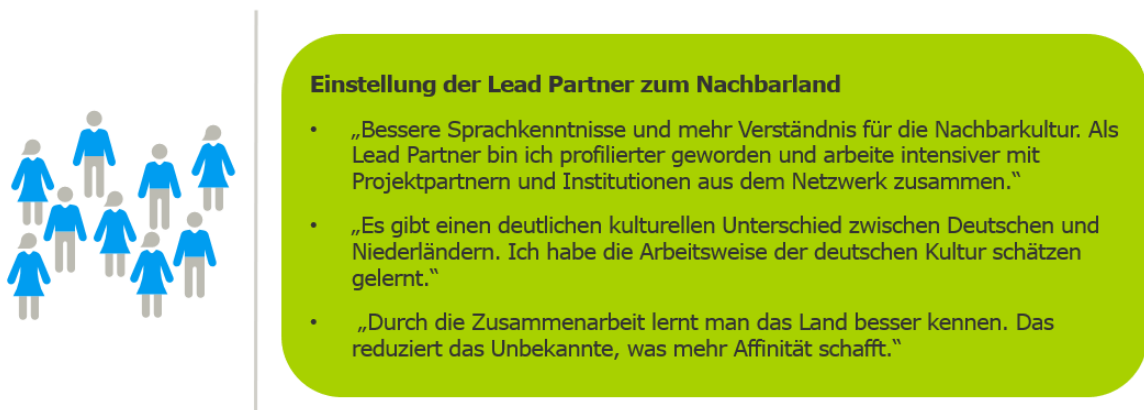 Einstellung der Lead Partner zum Nachbarland
• „Bessere Sprachkenntnisse und mehr Verständnis für die Nachbarkultur. Als
Lead Partner bin ich profilierter geworden und arbeite intensiver mit
Projektpartnern und Institutionen aus dem Netzwerk zusammen.“
• „Es gibt einen deutlichen kulturellen Unterschied zwischen Deutschen und
Niederländern. Ich habe die Arbeitsweise der deutschen Kultur schätzen
gelernt.“
• „Durch die Zusammenarbeit lernt man das Land besser kennen. Das
reduziert das Unbekannte, was mehr Affinität schafft.“